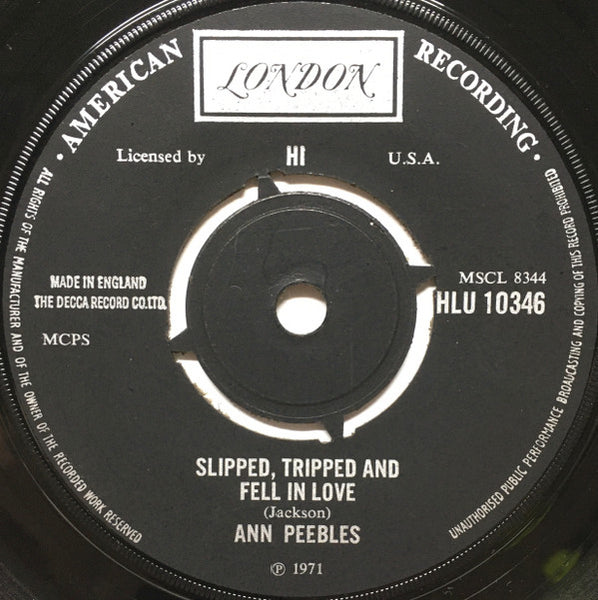 · AMERICAN RECORDING ·
LONDON
Licensed by HI U.S.A.
MADE IN ENGLAND
THE DECCA RECORD CO.LTD.
MCPS
MSCL 8344
HLU 10346
SLIPPED, TRIPPED AND
FELL IN LOVE
(Jackson)
ANN PEEBLES
℗ 1971
ALL RIGHTS OF THE MANUFACTURER AND OF THE OWNER OF THE RECORDED WORK RESERVED
UNAUTHORISED PUBLIC PERFORMANCE BROADCASTING AND COPYING OF THIS RECORD PROHIBITED